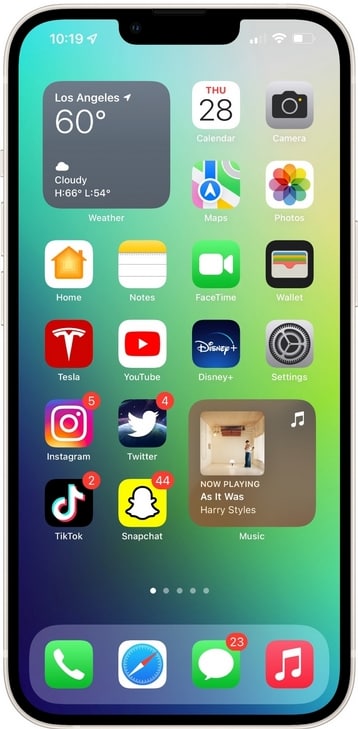 10:19
Los Angeles
60°
Cloudy
H:66° L:54°
Weather
THU
28
Calendar
Camera
Maps
Photos
Home
Notes
FaceTime
Wallet
Tesla
YouTube
Disney+
Disney+
Settings
5
Instagram
4
Twitter
NOW PLAYING
As It Was
Harry Styles
Music
2
TikTok
44
Snapchat
23